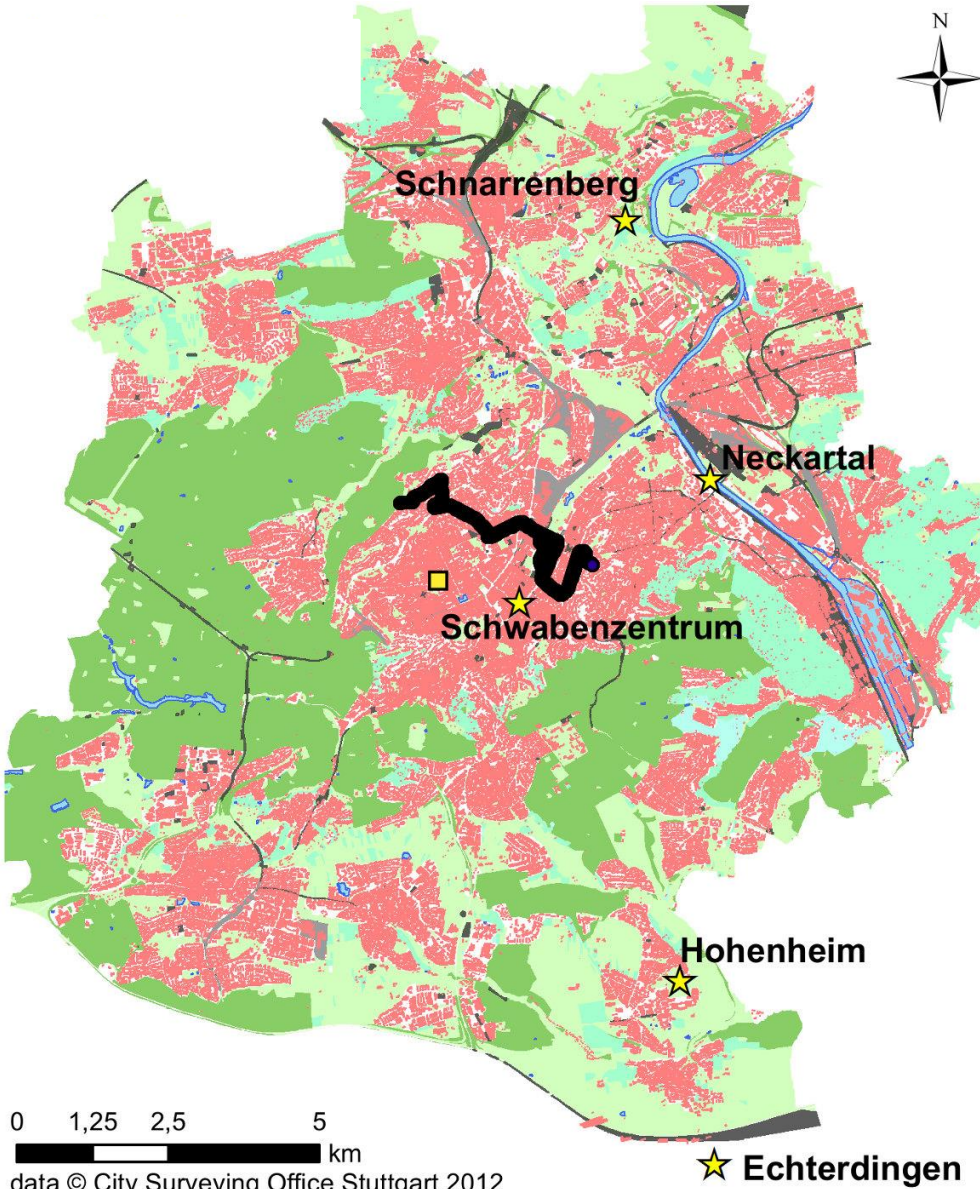 N
Schnarrenberg
Neckartal
Schwabenzentrum
Hohenheim
0 1,25 2,5 5
km
data © City Surveying Office Stuttgart 2012
Echterdingen